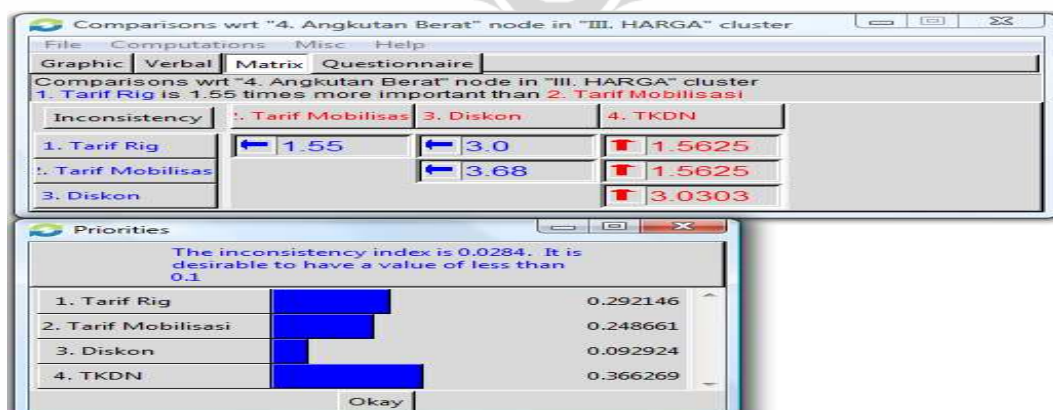 Comparisons wrt "4. Angkutan Berat" node in "III. HARGA" cluster
File Computations Misc Help
Graphic Verbal Matrix Questionnaire
Comparisons wrt "4. Angkutan Berat" node in "III. HARGA" cluster
1. Tarif Rig is 1.55 times more important than 2. Tarif Mobilisasi
Inconsistency . Tarif Mobilisas 3. Diskon 4. TKDN
1. Tarif Rig 1.55 3.0 1.5625
. Tarif Mobilisas 3.68 1.5625
3. Diskon 3.0303
Priorities
The inconsistency index is 0.0284. It is
desirable to have a value of less than
0.1
1. Tarif Rig 0.292146
2. Tarif Mobilisasi 0.248661
3. Diskon 0.092924
4. TKDN 0.366269
Okay